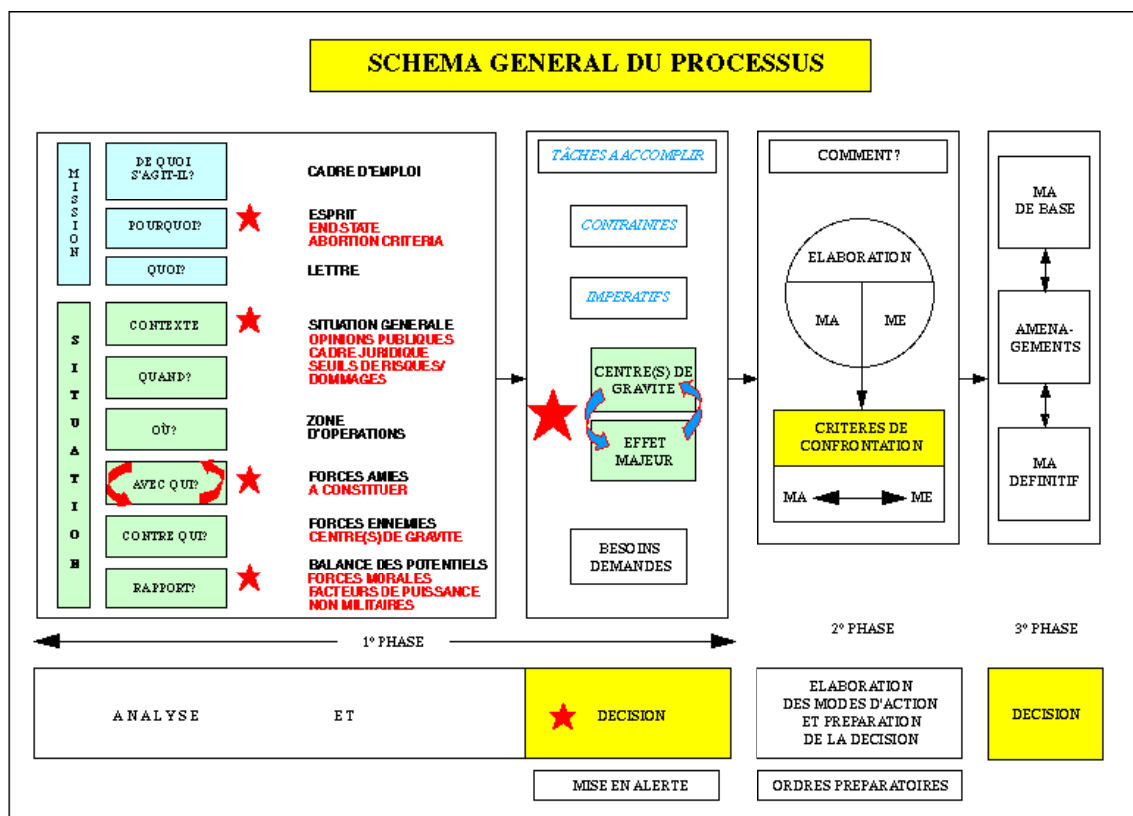 SCHEMA GENERAL DU PROCESSUS
MISSION
DE QUOI
S'AGIT-IL?
CADRE D'EMPLOI
POURQUOI?
ESPRIT
END STATE
ABORTION CRITERIA
QUOI?
LETTRE
SITUATION
CONTEXTE
SITUATION GENERALE
OPINIONS PUBLIQUES
CADRE JURIDIQUE
SEUILS DE RISQUES/
DOMMAGES
QUAND?
OÙ?
ZONE
D'OPERATIONS
AVEC QUI?
FORCES AMIES
A CONSTITUER
CONTRE QUI?
FORCES ENNEMIES
CENTRE(S) DE GRAVITE
RAPPORT?
BALANCE DES POTENTIELS
FORCES MORALES
FACTEURS DE PUISSANCE
NON MILITAIRES
TÂCHES A ACCOMPLIR
CONTRAINTES
IMPERATIFS
CENTRE(S) DE
GRAVITE
EFFET
MAJEUR
BESOINS
DEMANDES
COMMENT?
ELABORATION
MA
ME
CRITERES DE
CONFRONTATION
MA
ME
MA
DE BASE
AMENA-
GEMENTS
MA
DEFINITIF
1° PHASE
2° PHASE
3° PHASE
ANALYSE ET
DECISION
ELABORATION
DES MODES D'ACTION
ET PREPARATION
DE LA DECISION
DECISION
MISE EN ALERTE
ORDRES PREPARATOIRES